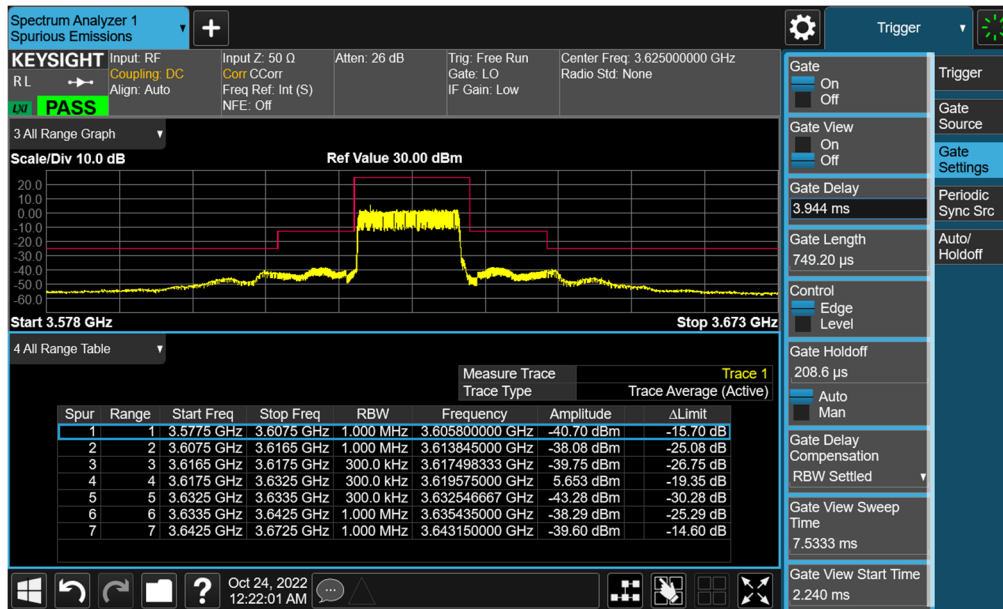 Spectrum Analyzer 1
Spurious Emissions
+
Trigger
KEYSIGHT
R L
LXI PASS
Input: RF
Coupling: DC
Align: Auto
Input Z: 50 Ω
Corr CCorr
Freq Ref: Int (S)
NFE: Off
Atten: 26 dB
Trig: Free Run
Gate: LO
IF Gain: Low
Center Freq: 3.625000000 GHz
Radio Std: None
3 All Range Graph
Scale/Div 10.0 dB
Ref Value 30.00 dBm
20.0
10.0
0.00
-10.0
-20.0
-30.0
-40.0
-50.0
-60.0
Start 3.578 GHz
Stop 3.673 GHz
4 All Range Table
Measure Trace Trace 1
Trace Type Trace Average (Active)
Spur Range Start Freq Stop Freq RBW Frequency Amplitude ΔLimit
1 1 3.5775 GHz 3.6075 GHz 1.000 MHz 3.605800000 GHz -40.70 dBm -15.70 dB
2 2 3.6075 GHz 3.6165 GHz 1.000 MHz 3.613845000 GHz -38.08 dBm -25.08 dB
3 3 3.6165 GHz 3.6175 GHz 300.0 kHz 3.617498333 GHz -39.75 dBm -26.75 dB
4 4 3.6175 GHz 3.6325 GHz 300.0 kHz 3.619575000 GHz 5.653 dBm -19.35 dB
5 5 3.6325 GHz 3.6335 GHz 300.0 kHz 3.632546667 GHz -43.28 dBm -30.28 dB
6 6 3.6335 GHz 3.6425 GHz 1.000 MHz 3.635435000 GHz -38.29 dBm -25.29 dB
7 7 3.6425 GHz 3.6725 GHz 1.000 MHz 3.643150000 GHz -39.60 dBm -14.60 dB
Gate
On
Off
Gate View
On
Off
Gate Delay
3.944 ms
Gate Length
749.20 µs
Control
Edge
Level
Gate Holdoff
208.6 µs
Auto
Man
Gate Delay
Compensation
RBW Settled
Gate View Sweep
Time
7.5333 ms
Gate View Start Time
2.240 ms
Trigger
Gate
Source
Gate
Settings
Periodic
Sync Src
Auto/
Holdoff
?
Oct 24, 2022
12:22:01 AM